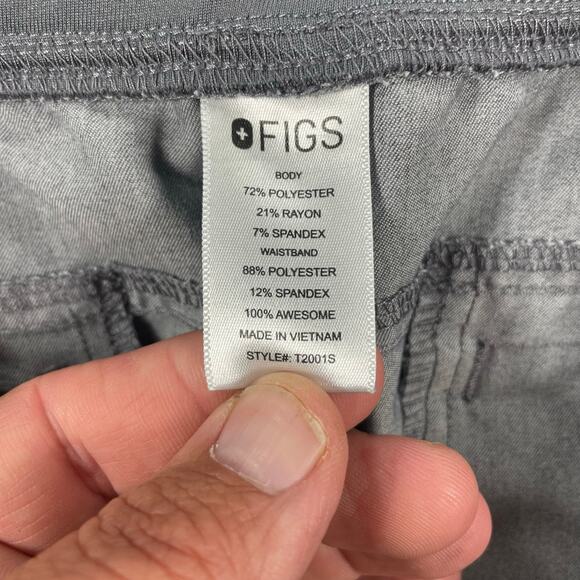 FIGS
BODY
72% POLYESTER
21% RAYON
7% SPANDEX
WAISTBAND
88% POLYESTER
12% SPANDEX
100% AWESOME
MADE IN VIETNAM
STYLE#: T2001S